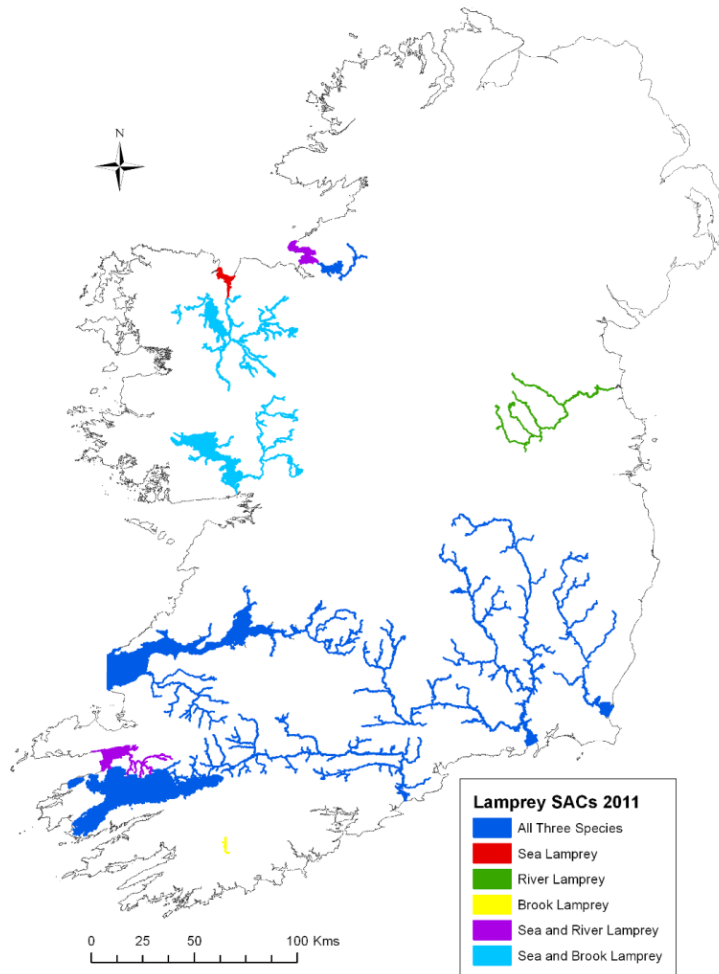 N
Lamprey SACs 2011
All Three Species
Sea Lamprey
River Lamprey
Brook Lamprey
Sea and River Lamprey
Sea and Brook Lamprey
0 25 50 100 Kms